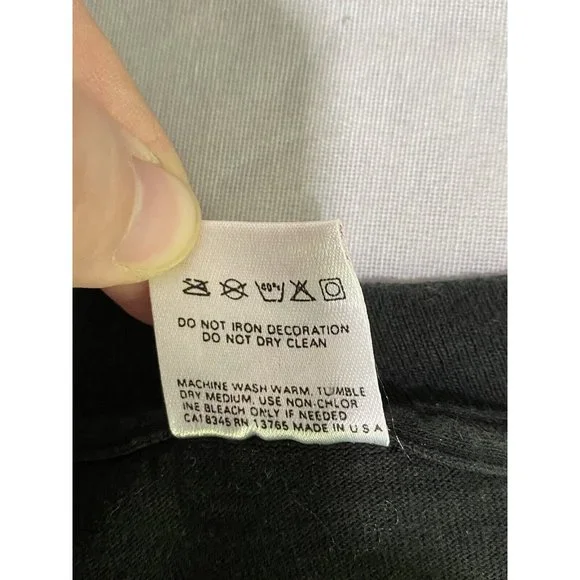 40°
DO NOT IRON DECORATION
DO NOT DRY CLEAN
MACHINE WASH WARM, TUMBLE
DRY MEDIUM, USE NON-CHLOR
INE BLEACH ONLY IF NEEDED
CA18345 RN 13765 MADE IN U S A